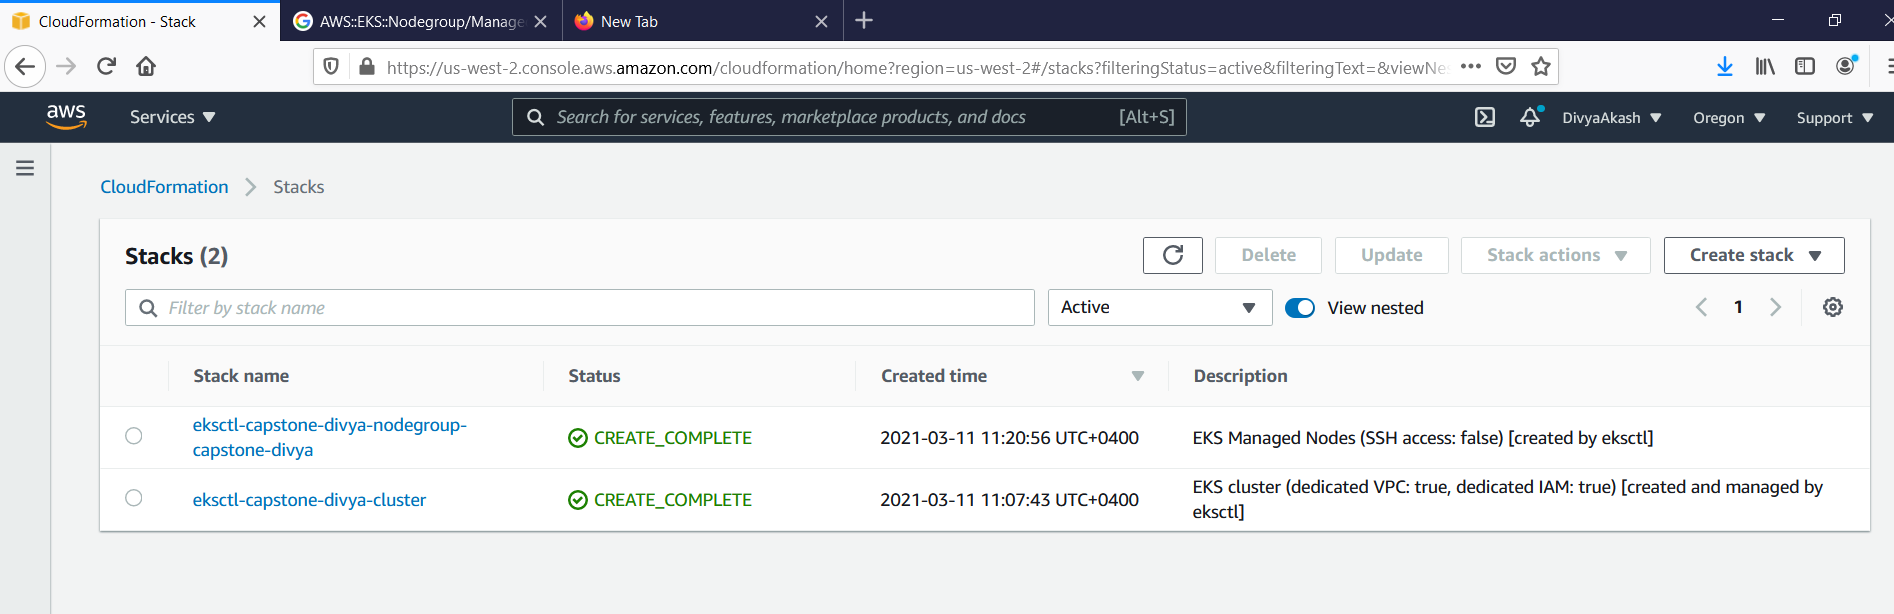 CloudFormation - Stack
AWS::EKS::Nodegroup/Manage
New Tab
https://us-west-2.console.aws.amazon.com/cloudformation/home?region=us-west-2#/stacks?filteringStatus=active&filteringText=&viewNes
aws
Services
Search for services, features, marketplace products, and docs
[Alt+S]
DivyaAkash
Oregon
Support
CloudFormation
Stacks
Stacks (2)
Delete
Update
Stack actions
Create stack
Filter by stack name
Active
View nested
1
Stack name
Status
Created time
Description
eksctl-capstone-divya-nodegroup-
capstone-divya
CREATE_COMPLETE
2021-03-11 11:20:56 UTC+0400
EKS Managed Nodes (SSH access: false) [created by eksctl]
eksctl-capstone-divya-cluster
CREATE_COMPLETE
2021-03-11 11:07:43 UTC+0400
EKS cluster (dedicated VPC: true, dedicated IAM: true) [created and managed by
eksctl]